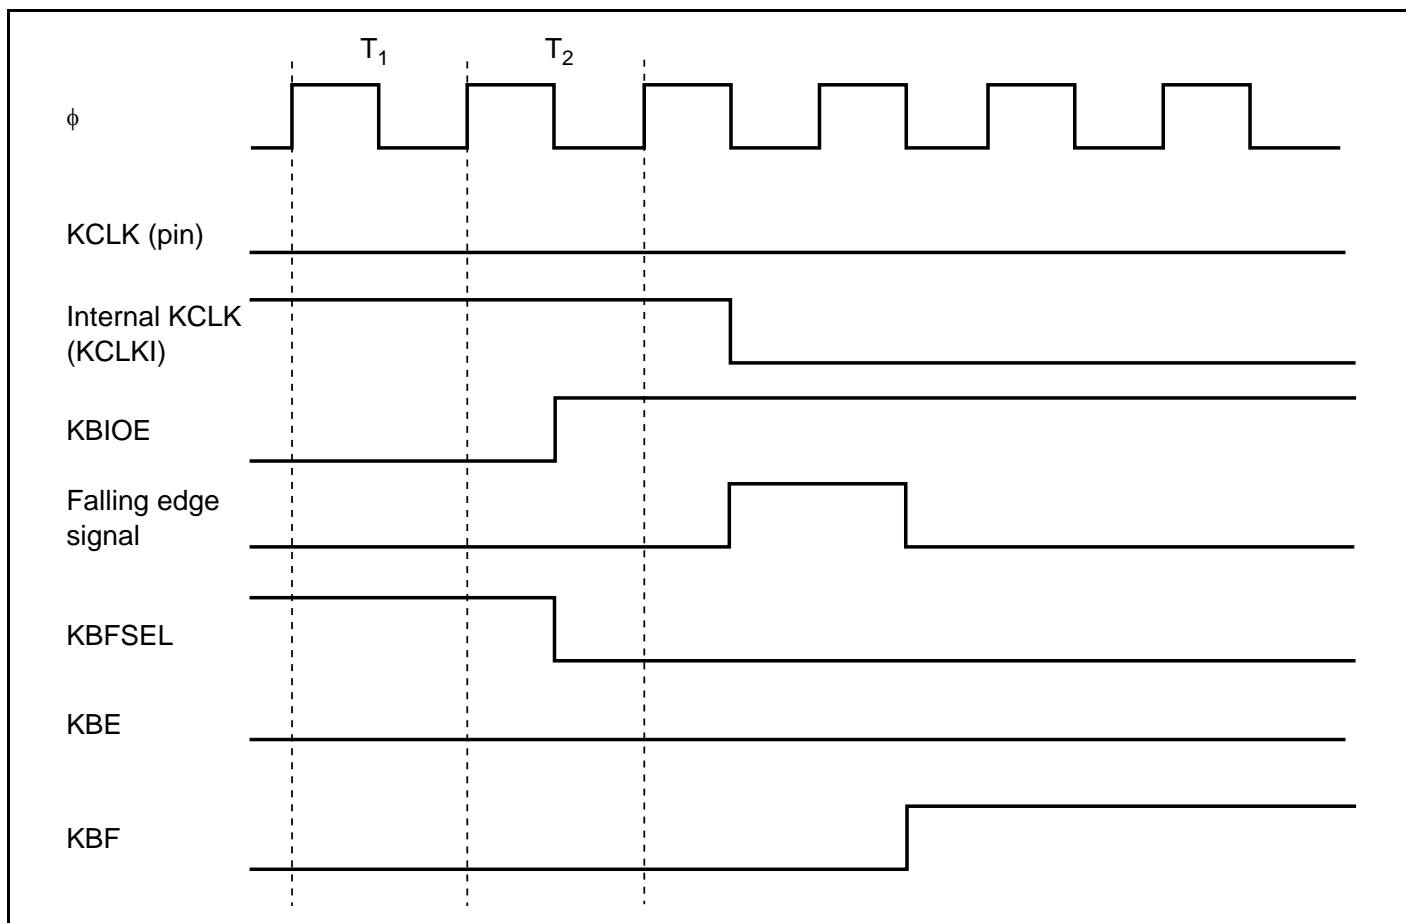 T1 T2
ϕ
KCLK (pin)
Internal KCLK
(KCLKI)
KBIOE
Falling edge
signal
KBFSEL
KBE
KBF